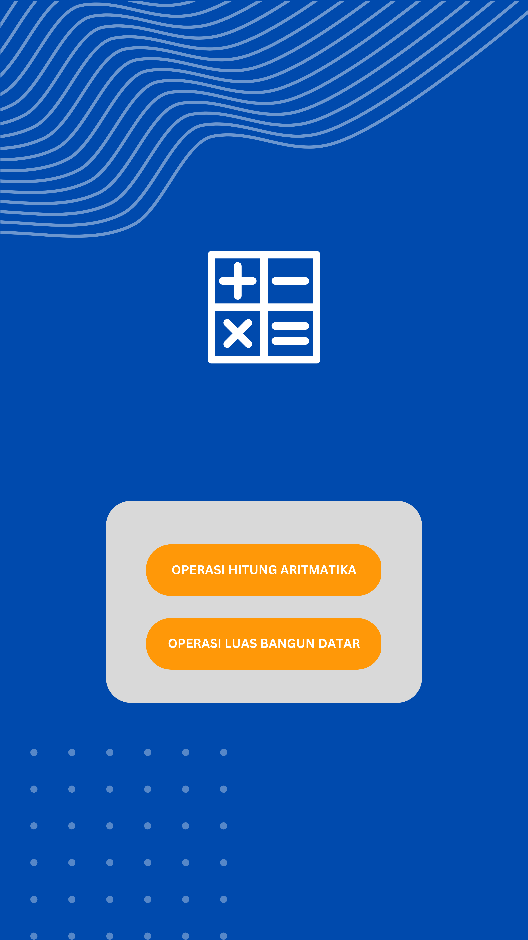 OPERASI HITUNG ARITMATIKA
OPERASI LUAS BANGUN DATAR